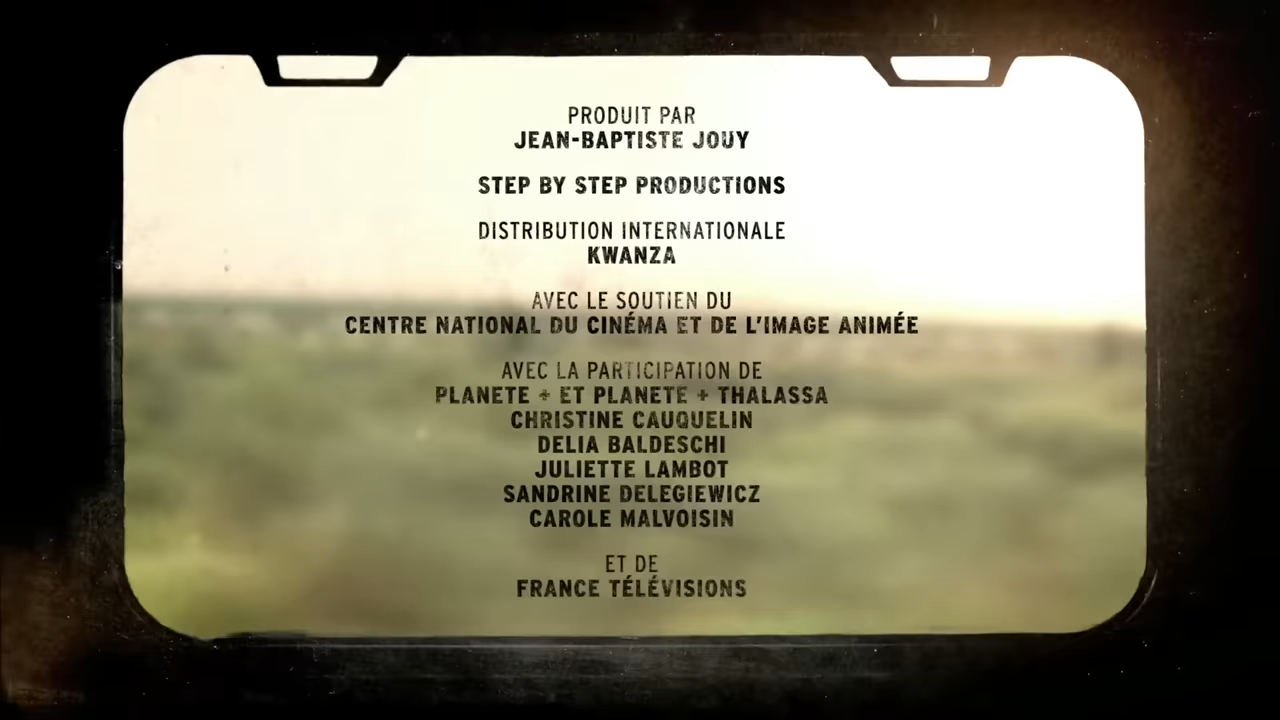 PRODUIT PAR
JEAN-BAPTISTE JOUY
STEP BY STEP PRODUCTIONS
DISTRIBUTION INTERNATIONALE
KWANZA
AVEC LE SOUTIEN DU
CENTRE NATIONAL DU CINÉMA ET DE L'IMAGE ANIMÉE
AVEC LA PARTICIPATION DE
PLANETE + ET PLANETE + THALASSA
CHRISTINE CAUQUELIN
DELIA BALDESCHI
JULIETTE LAMBOT
SANDRINE DELEGIEWICZ
CAROLE MALVOISIN
ET DE
FRANCE TÉLÉVISIONS